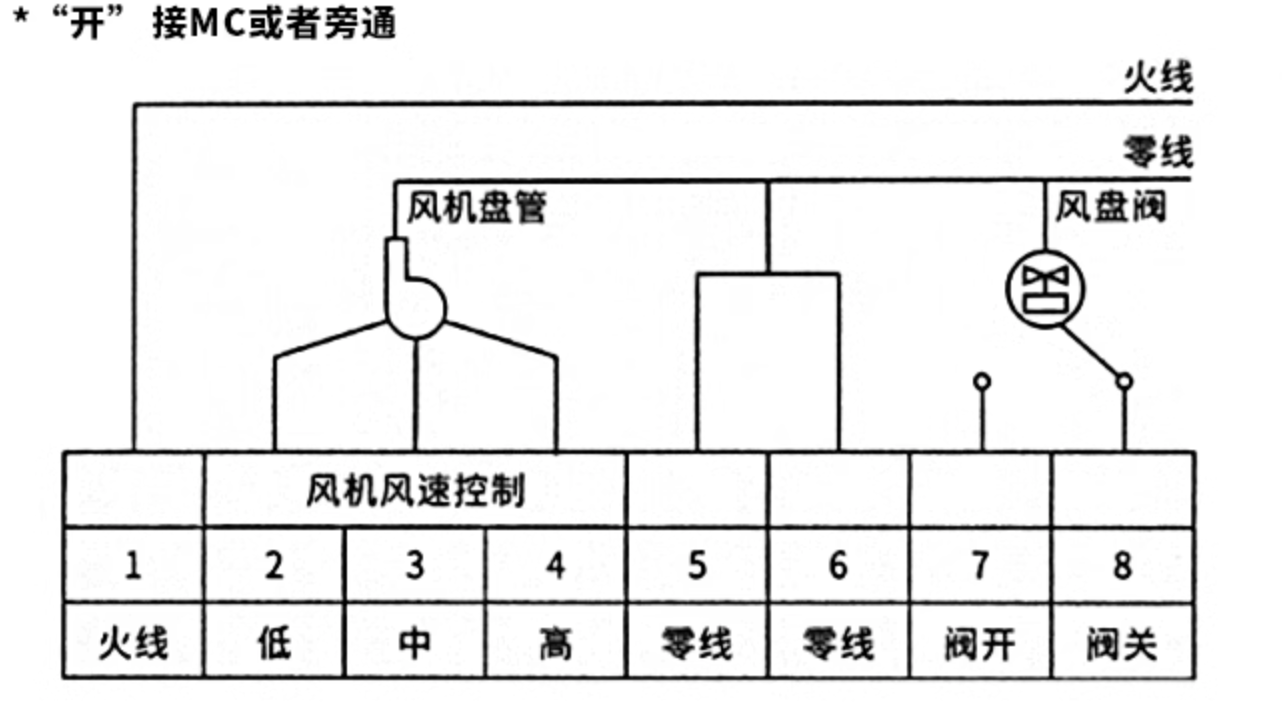 * “开” 接MC或者旁通
火线
零线
风机盘管
风盘阀
风机风速控制
1 2 3 4 5 6 7 8
火线 低 中 高 零线 零线 阀开 阀关